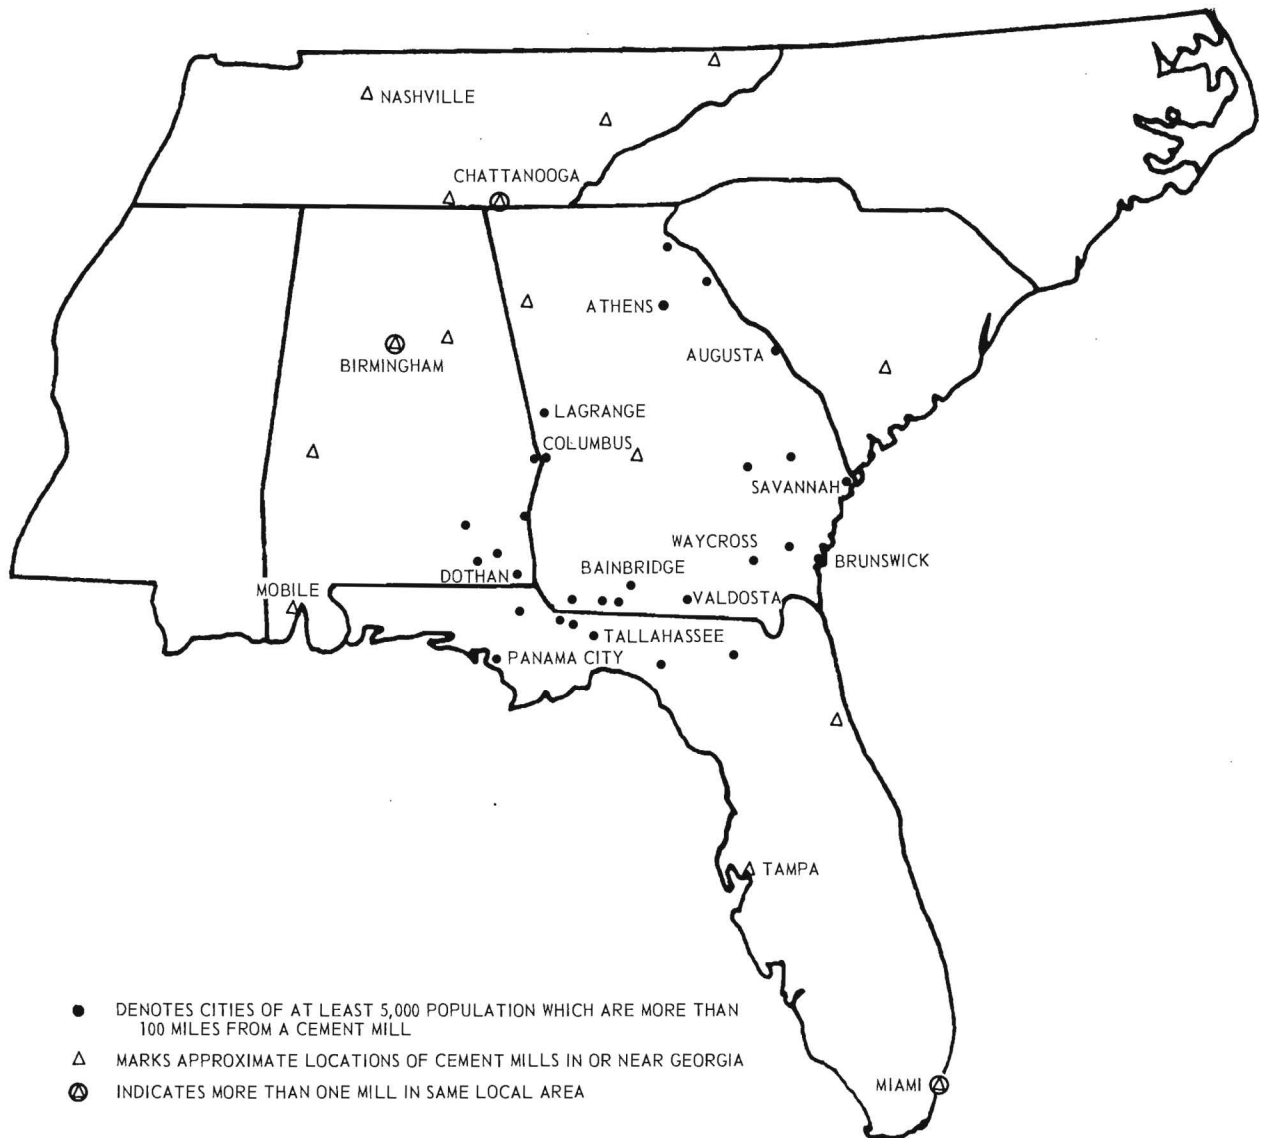 NASHVILLE
CHATTANOOGA
ATHENS
AUGUSTA
BIRMINGHAM
LAGRANGE
COLUMBUS
SAVANNAH
WAYCROSS
BRUNSWICK
BAINBRIDGE
DOTHAN
MOBILE
VALDOSTA
TALLAHASSEE
PANAMA CITY
TAMPA
DENOTES CITIES OF AT LEAST 5,000 POPULATION WHICH ARE MORE THAN
100 MILES FROM A CEMENT MILL
MARKS APPROXIMATE LOCATIONS OF CEMENT MILLS IN OR NEAR GEORGIA
MIAMI
INDICATES MORE THAN ONE MILL IN SAME LOCAL AREA